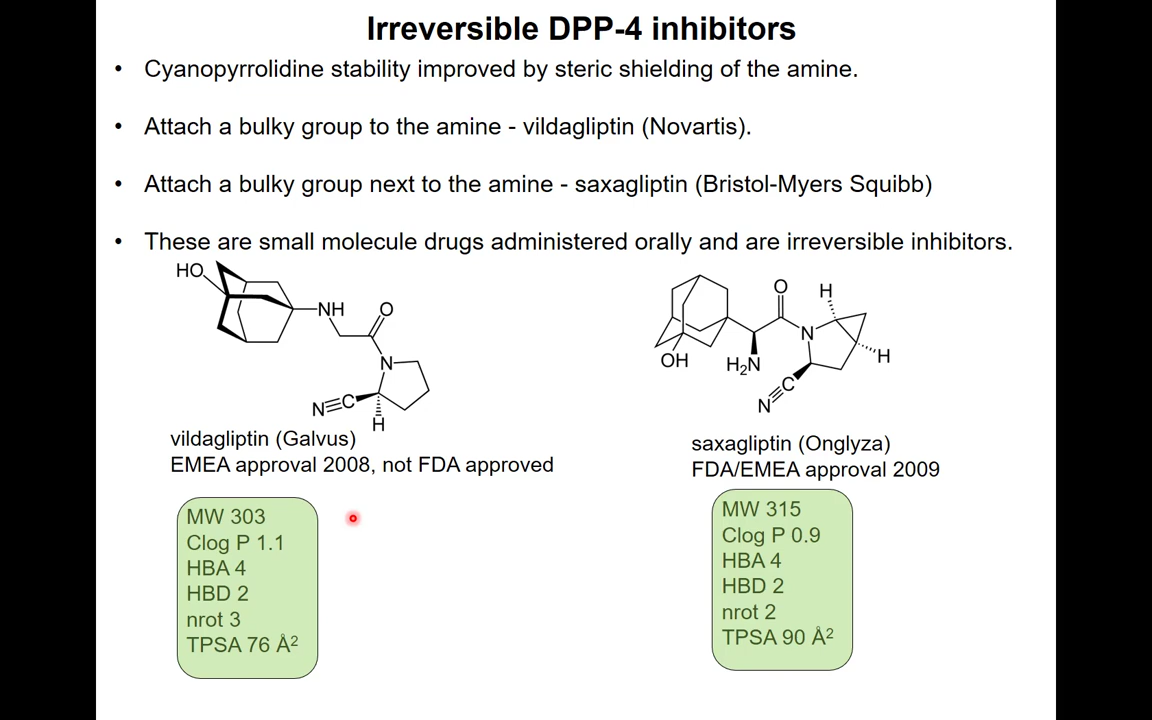 Irreversible DPP-4 inhibitors
• Cyanopyrrolidine stability improved by steric shielding of the amine.
• Attach a bulky group to the amine - vildagliptin (Novartis).
• Attach a bulky group next to the amine - saxagliptin (Bristol-Myers Squibb)
• These are small molecule drugs administered orally and are irreversible inhibitors.
HO
NH
O
N
N≡C
H
vildagliptin (Galvus)
EMEA approval 2008, not FDA approved
MW 303
Clog P 1.1
HBA 4
HBD 2
nrot 3
TPSA 76 Å²
O
H
N
H
OH
H₂N
C
N
saxagliptin (Onglyza)
FDA/EMEA approval 2009
MW 315
Clog P 0.9
HBA 4
HBD 2
nrot 2
TPSA 90 Å²